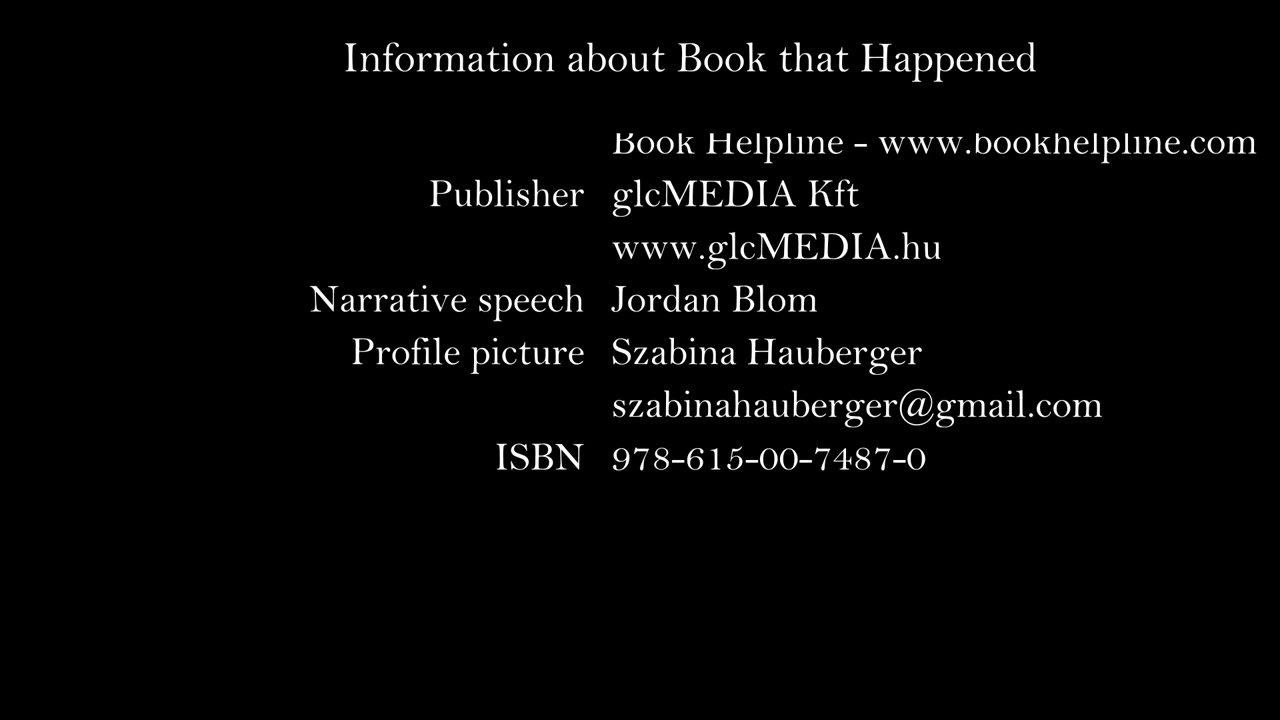 Information about Book that Happened
Book Helpline - www.bookhelpline.com
Publisher glcMEDIA Kft
www.glcMEDIA.hu
Narrative speech Jordan Blom
Profile picture Szabina Hauberger
szabinahauberger@gmail.com
ISBN 978-615-00-7487-0